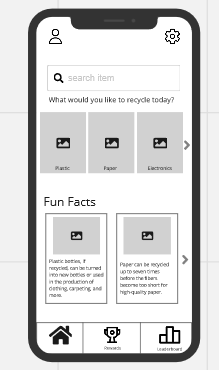 search item
What would you like to recycle today?
Plastic Paper Electronics
Fun Facts
Plastic bottles, if
recycled, can be turned
into new bottles or used
in the production of
clothing, carpeting, and
more.
Paper can be recycled
up to seven times
before the fibers
become too short for
high-quality paper.
Rewards Leaderboard